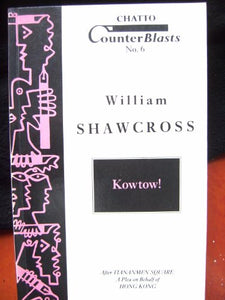 CHATTO
CounterBlasts
No. 6
William
SHAWCROSS
Kowtow!
After TIANANMEN SQUARE
A Plea on Behalf of
HONG KONG